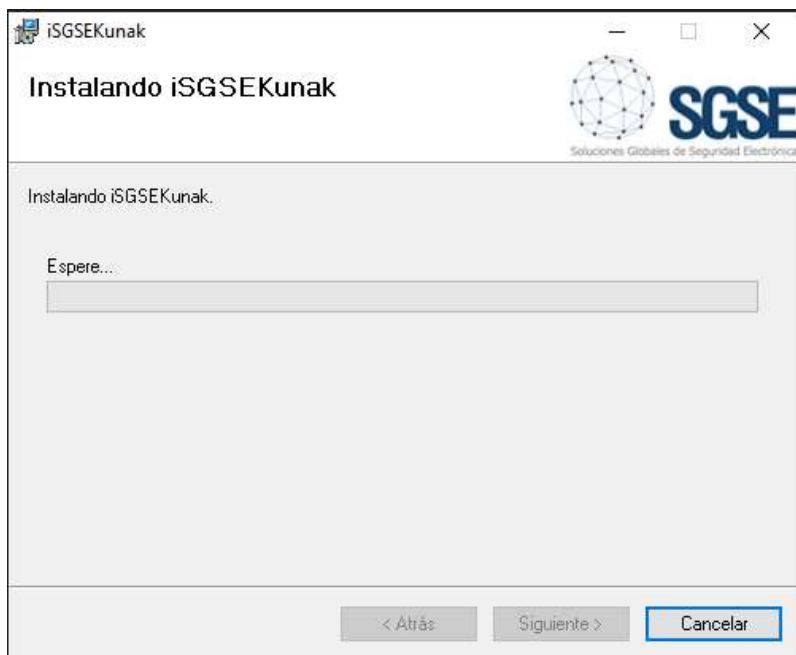 iSGSEKunak
Instalando iSGSEKunak
SGSE
Soluciones Globales de Seguridad Electrónica
Instalando iSGSEKunak.
Espere...
< Atrás
Siguiente >
Cancelar